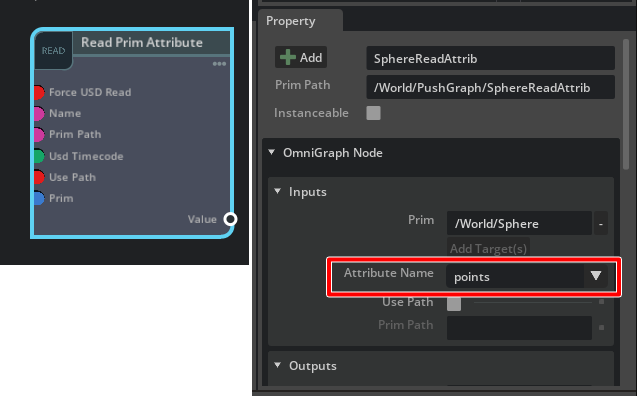 READ
Read Prim Attribute
Force USD Read
Name
Prim Path
Usd Timecode
Use Path
Prim
Value
Property
Add
SphereReadAttrib
Prim Path
/World/PushGraph/SphereReadAttrib
Instanceable
OmniGraph Node
Inputs
Prim
/World/Sphere
-
Add Target(s)
Attribute Name
points
Use Path
Prim Path
Outputs